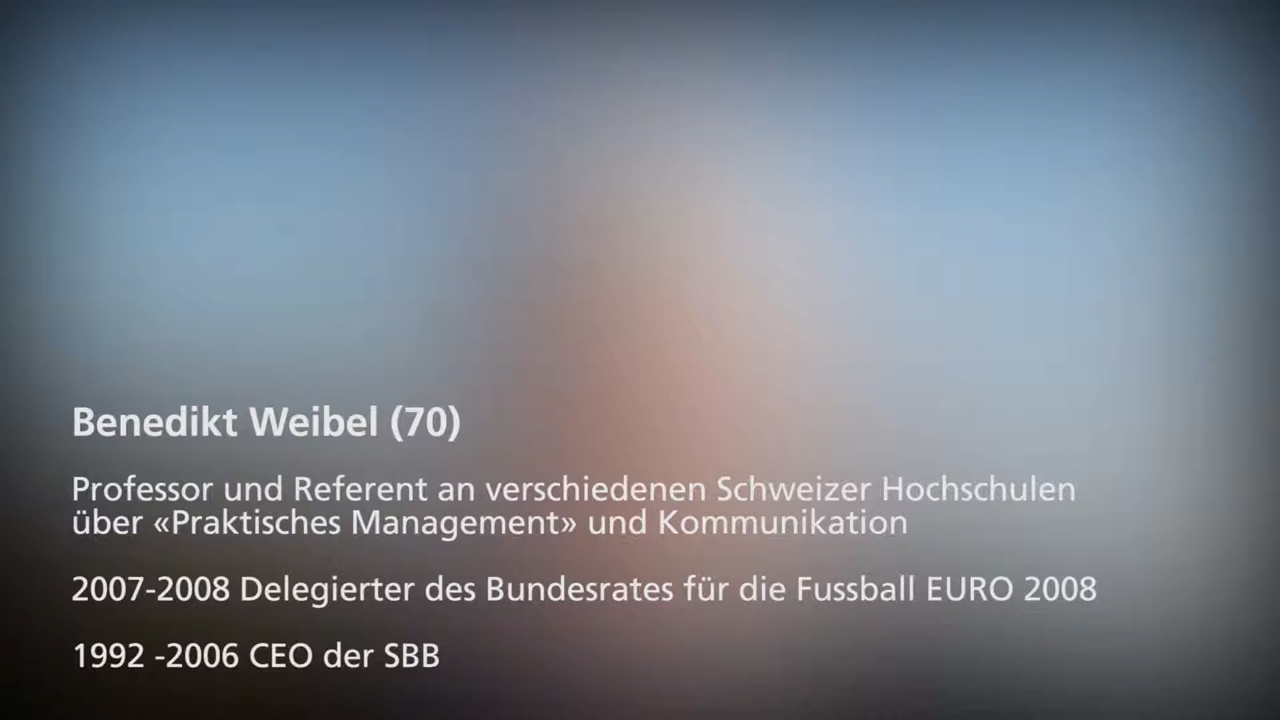 Benedikt Weibel (70)
Professor und Referent an verschiedenen Schweizer Hochschulen
über «Praktisches Management» und Kommunikation
2007-2008 Delegierter des Bundesrates für die Fussball EURO 2008
1992 -2006 CEO der SBB